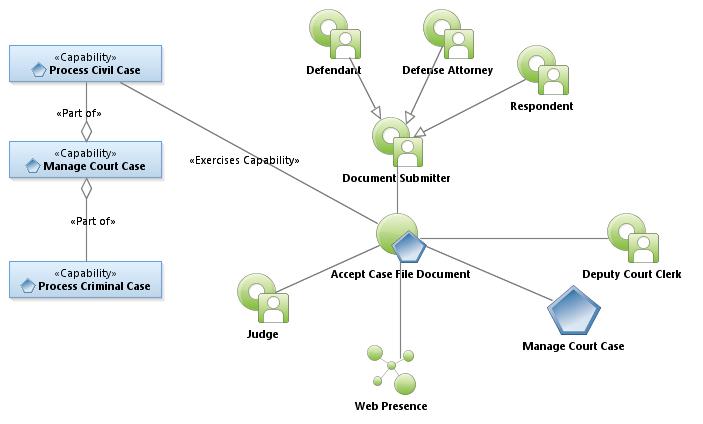 Defendant
Defense Attorney
Respondent
«Capability»
Process Civil Case
«Part of»
«Capability»
Manage Court Case
«Exercises Capability»
Document Submitter
«Part of»
«Capability»
Process Criminal Case
Accept Case File Document
Deputy Court Clerk
Judge
Manage Court Case
Web Presence